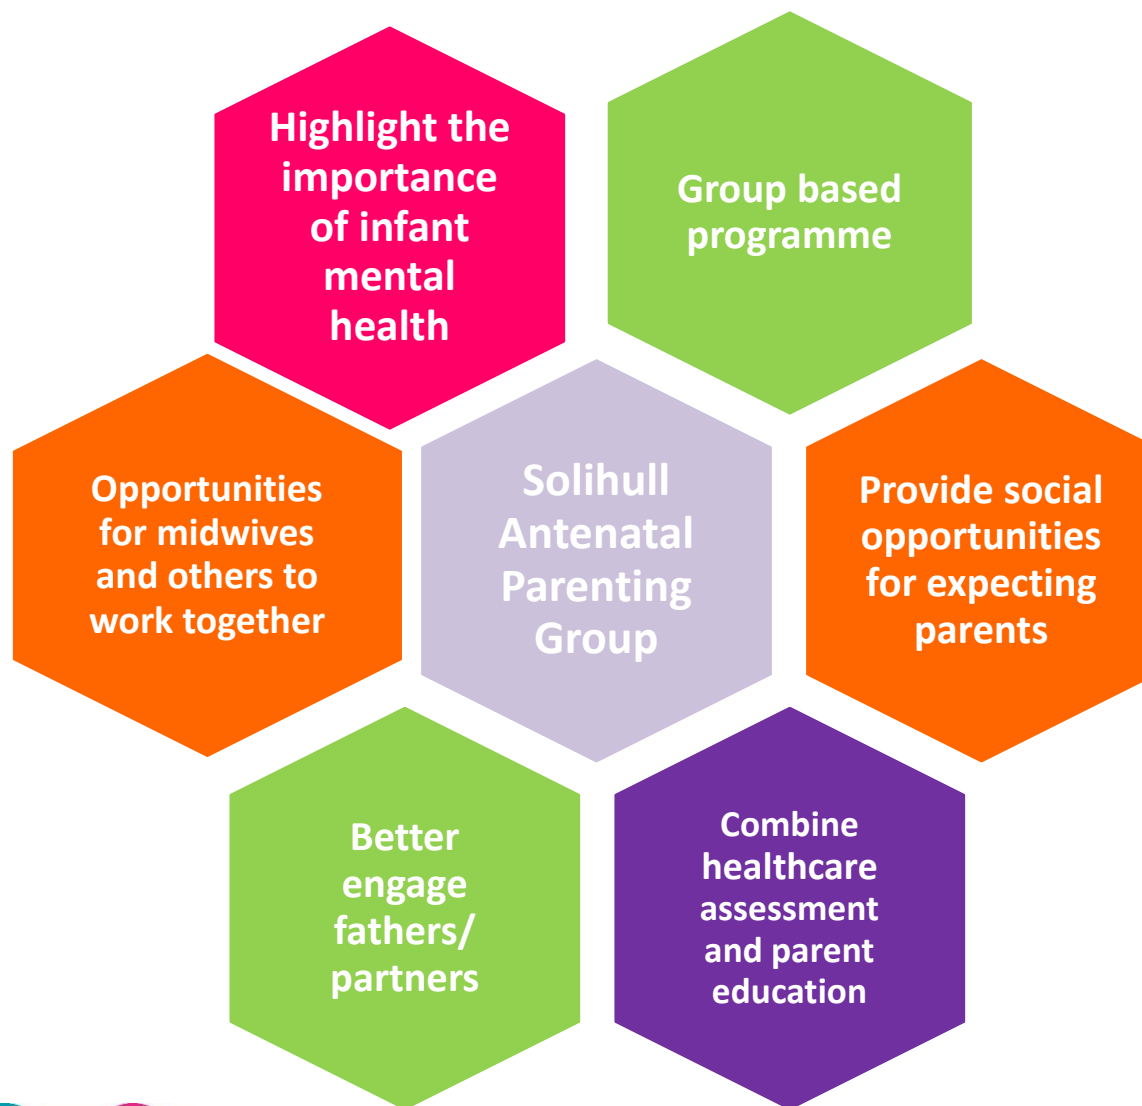 Highlight the
importance
of infant
mental
health
Group based
programme
Opportunities
for midwives
and others to
work together
Solihull
Antenatal
Parenting
Group
Provide social
opportunities
for expecting
parents
Better
engage
fathers/
partners
Combine
healthcare
assessment
and parent
education